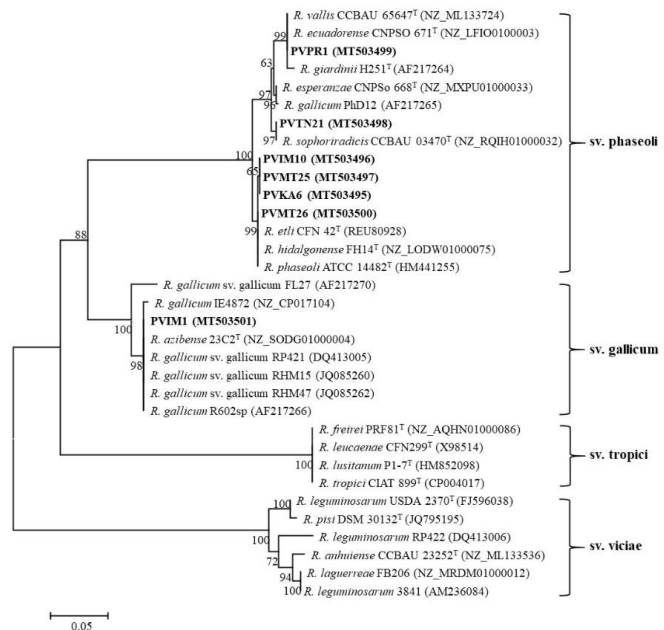 R. vallis CCBAU 65647T (NZ_ML133724)
R. ecuadorense CNPSO 671T (NZ_LFIO0100003)
99
PVPR1 (MT503499)
R. giardinii H251T (AF217264)
63
R. esperanzae CNPSo 668T (NZ_MXPU01000033)
97
96
R. gallicum PhD12 (AF217265)
PVTN21 (MT503498)
97
R. sophoriradicis CCBAU 03470T (NZ_RQIH01000032)
sv. phaseoli
100
PVIM10 (MT503496)
65
PVMT25 (MT503497)
PVKA6 (MT503495)
PVMT26 (MT503500)
99
R. etli CFN 42T (REU80928)
R. hidalgonense FH14T (NZ_LODW01000075)
R. phaseoli ATCC 14482T (HM441255)
88
R. gallicum sv. gallicum FL27 (AF217270)
R. gallicum IE4872 (NZ_CP017104)
100
PVIM1 (MT503501)
R. azibense 23C2T (NZ_SODG01000004)
sv. gallicum
98
R. gallicum sv. gallicum RP421 (DQ413005)
R. gallicum sv. gallicum RHM15 (JQ085260)
R. gallicum sv. gallicum RHM47 (JQ085262)
R. gallicum R602sp (AF217266)
R. freirei PRF81T (NZ_AQHN01000086)
R. leucaenae CFN299T (X98514)
100
R. lusitanum P1-7T (HM852098)
R. tropici CIAT 899T (CP004017)
sv. tropici
R. leguminosarum USDA 2370T (FJ596038)
100
R. pisi DSM 30132T (JQ795195)
100
R. leguminosarum RP422 (DQ413006)
72
R. anhuiense CCBAU 23252T (NZ_ML133536)
sv. viciae
94
R. laguerreae FB206 (NZ_MRDM01000012)
100
R. leguminosarum 3841 (AM236084)
0.05